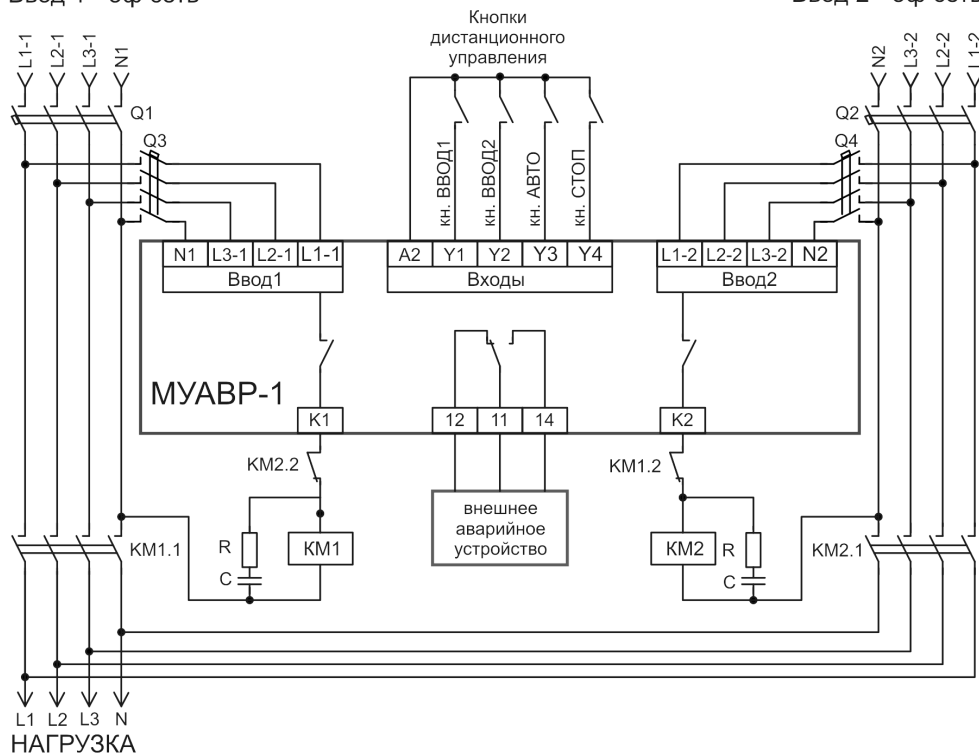 Ввод 1 - 3ф сеть
Ввод 2 - 3ф сеть
Кнопки
дистанционного
управления
L1-1
L2-1
L3-1
N1
N2
L3-2
L2-2
L1-2
Q1
Q2
Q3
Q4
кн. ВВОД1
кн. ВВОД2
кн. АВТО
кн. СТОП
N1 L3-1 L2-1 L1-1
Ввод1
A2 Y1 Y2 Y3 Y4
Входы
L1-2 L2-2 L3-2 N2
Ввод2
МУАВР-1
K1
12 11 14
K2
KM2.2
KM1.2
внешнее
аварийное
устройство
KM1.1
R
C
КМ1
КМ2
R
C
KM2.1
L1 L2 L3 N
НАГРУЗКА